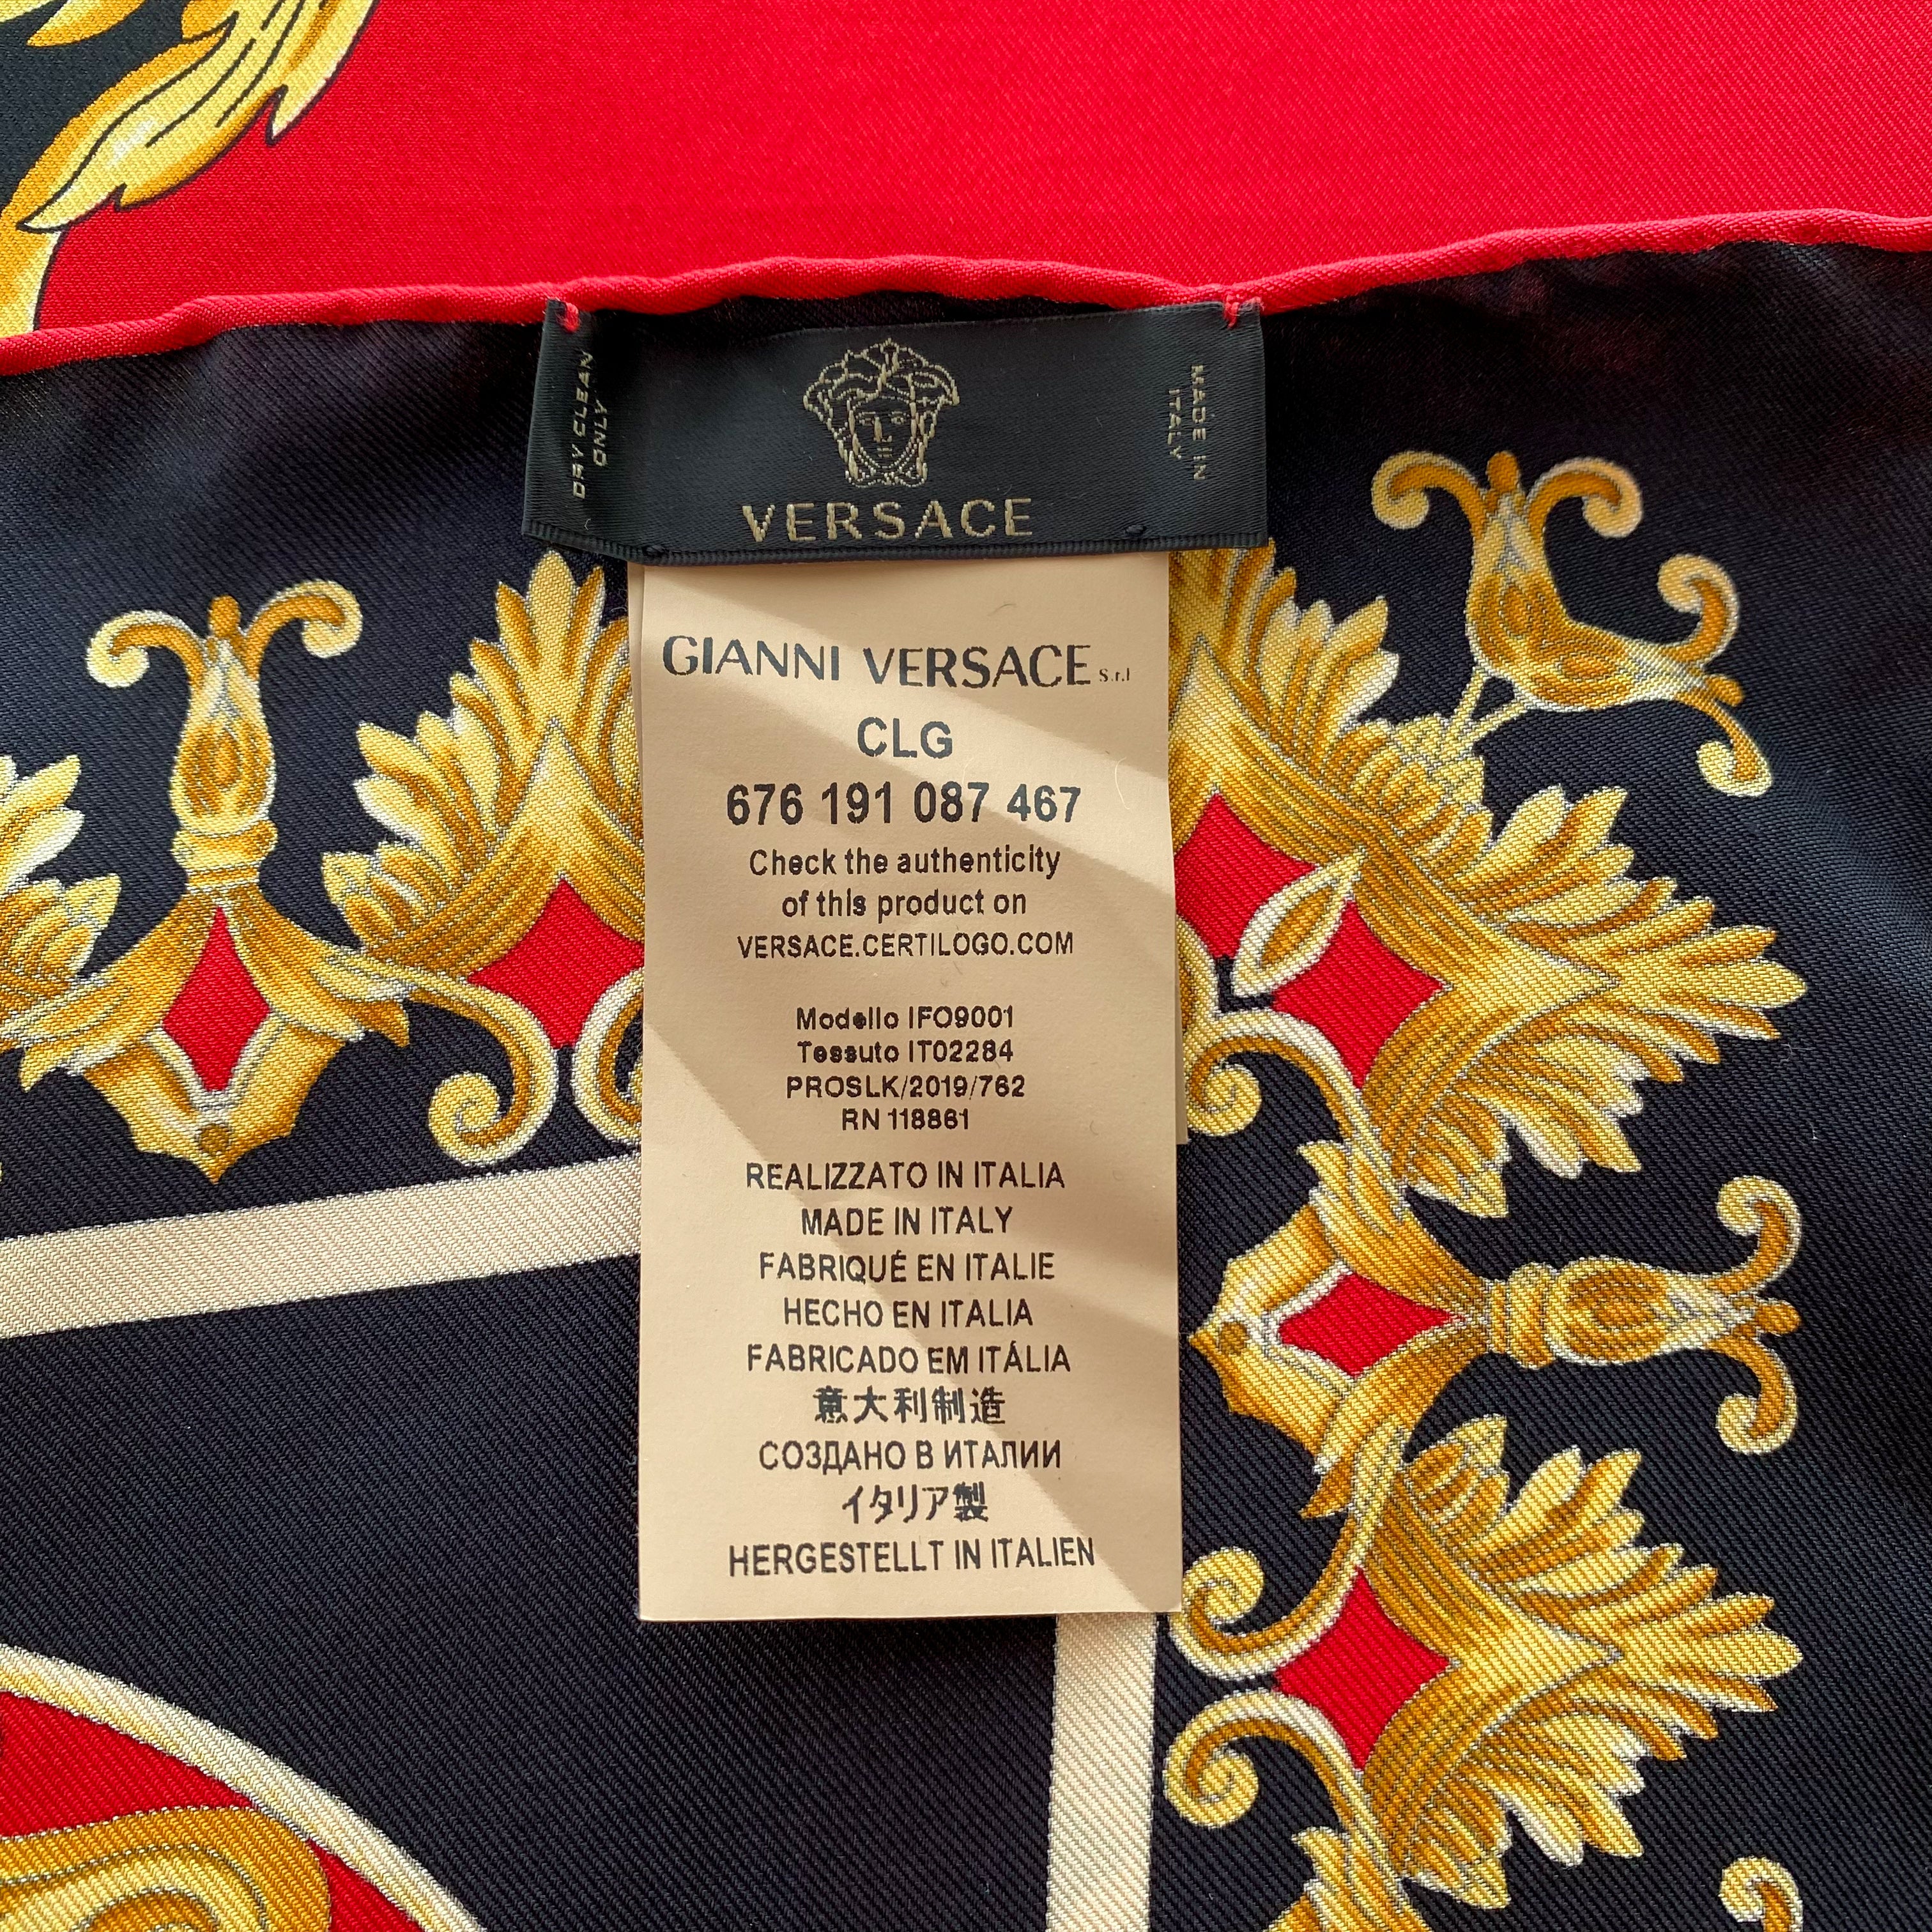 DRY CLEAN
ONLY
VERSACE
MADE IN
ITALY
GIANNI VERSACE S.r.l
CLG
676 191 087 467
Check the authenticity
of this product on
VERSACE.CERTILOGO.COM
Modello IFO9001
Tessuto IT02284
PROSLK/2019/762
RN 118861
REALIZZATO IN ITALIA
MADE IN ITALY
FABRIQUÉ EN ITALIE
HECHO EN ITALIA
FABRICADO EM ITÁLIA
意大利制造
СОЗДАНО В ИТАЛИИ
イタリア製
HERGESTELLT IN ITALIEN